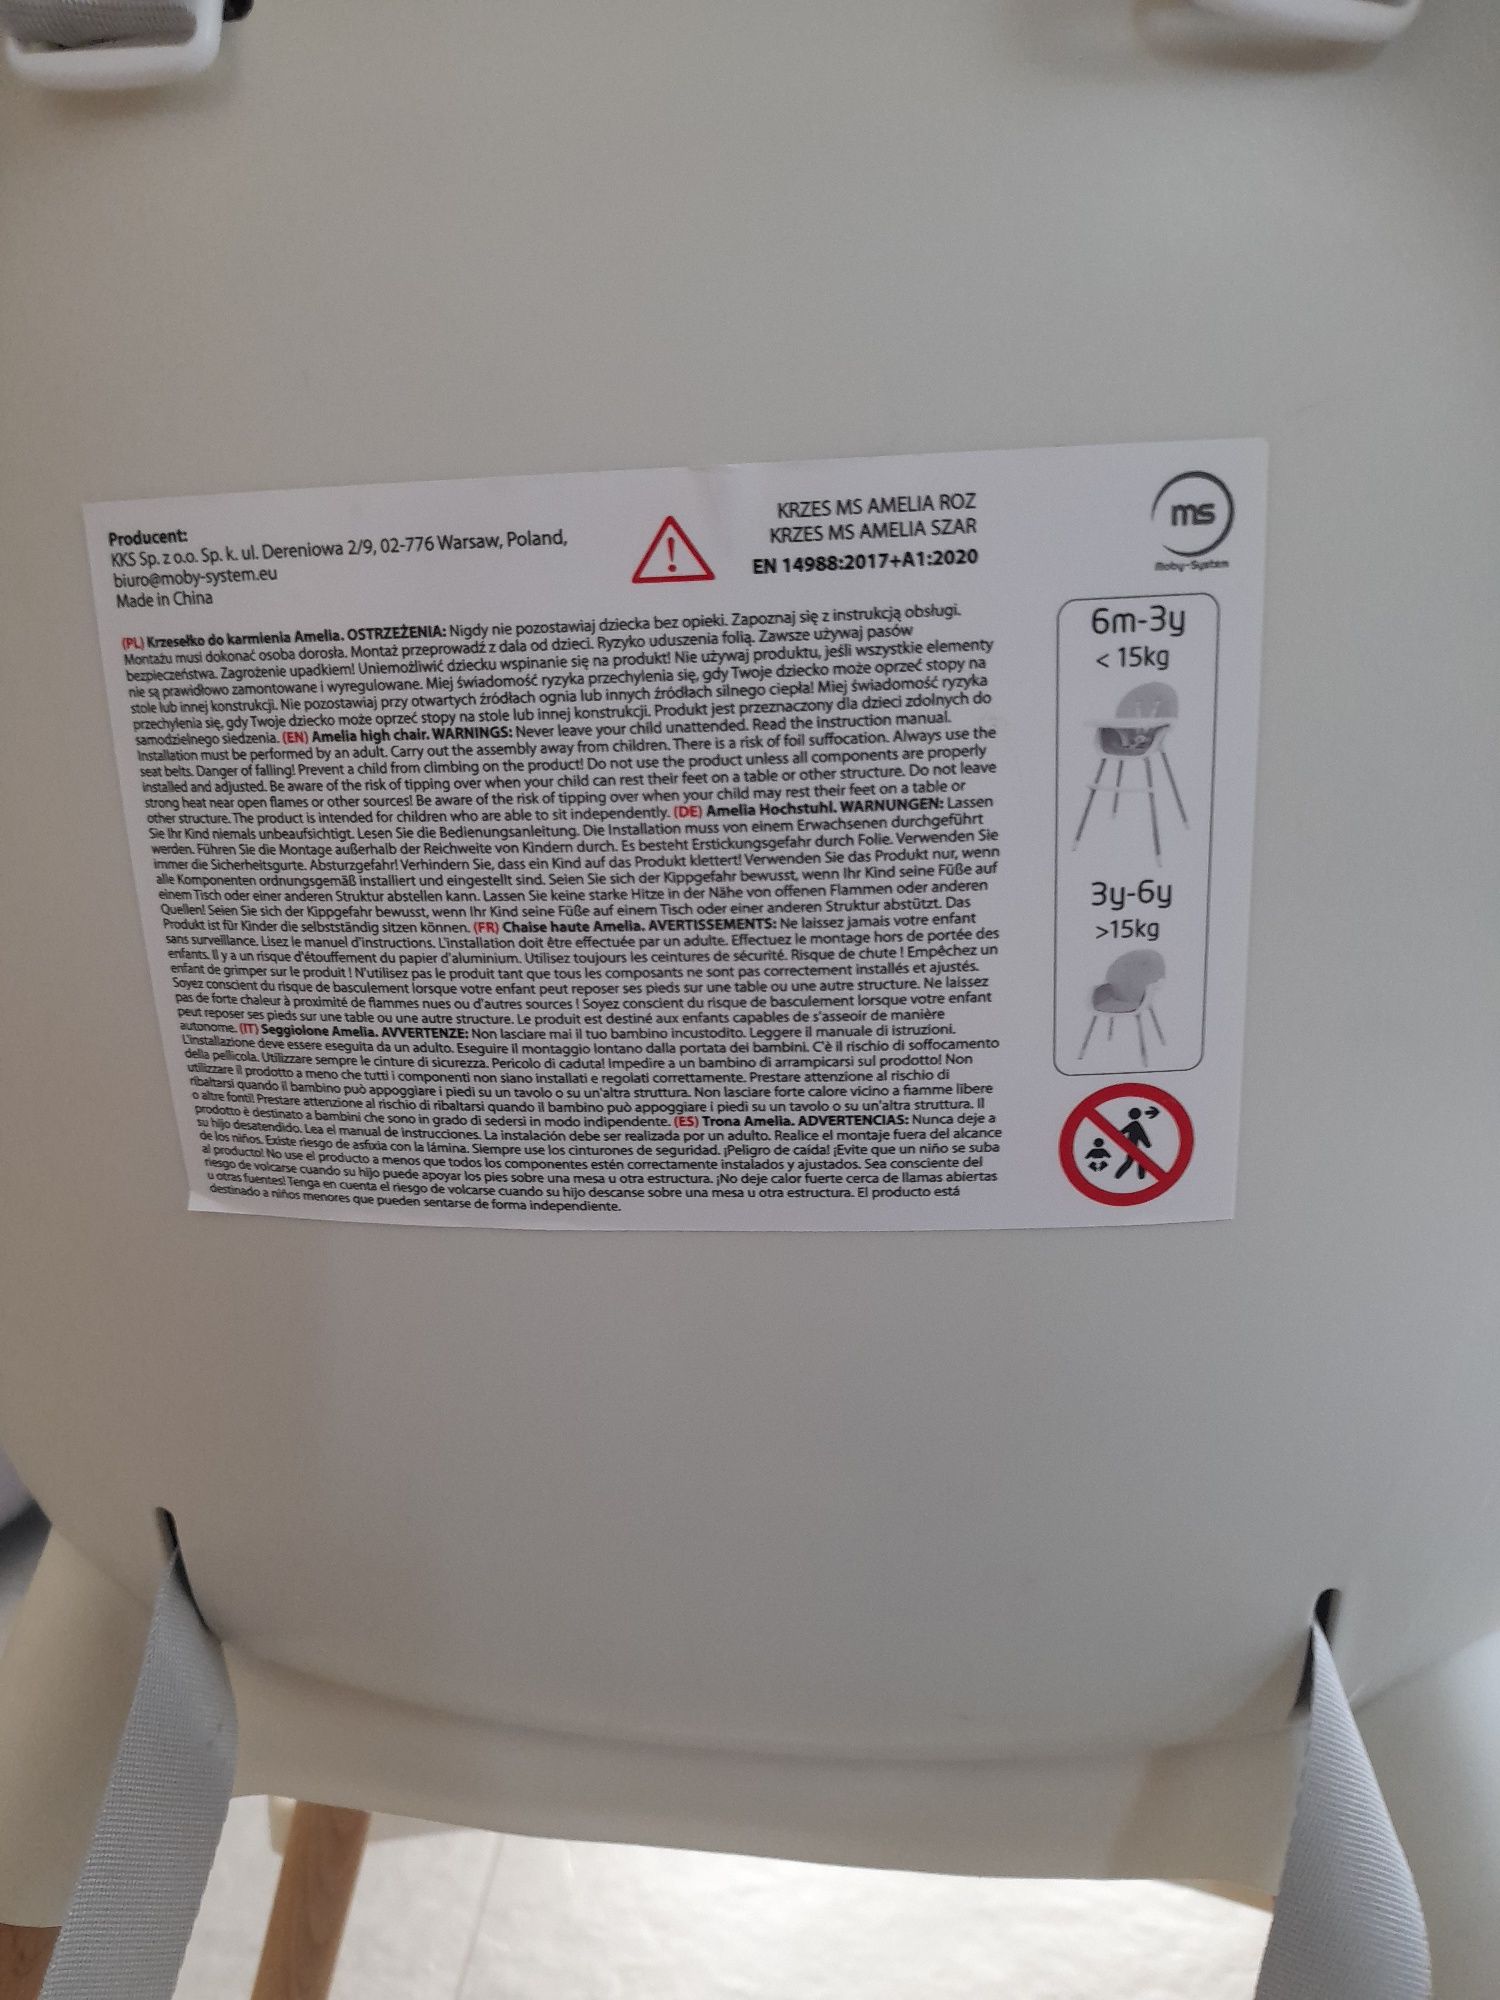 Producent:
KKS Sp. z o.o. Sp. k. ul. Dereniowa 2/9, 02-776 Warsaw, Poland,
biuro@moby-system.eu
Made in China
KRZES MS AMELIA ROZ
KRZES MS AMELIA SZAR
EN 14988:2017+A1:2020
ms
Moby-System
(PL) Krzesełko do karmienia Amelia. OSTRZEŻENIA: Nigdy nie pozostawiaj dziecka bez opieki. Zapoznaj się z instrukcją obsługi.
Montażu musi dokonać osoba dorosła. Montaż przeprowadź z dala od dzieci. Ryzyko uduszenia folią. Zawsze używaj pasów
bezpieczeństwa. Zagrożenie upadkiem! Uniemożliwić dziecku wspinanie się na produkt! Nie używaj produktu, jeśli wszystkie elementy
nie są prawidłowo zamontowane i wyregulowane. Miej świadomość ryzyka przechylenia się, gdy Twoje dziecko może oprzeć stopy na
stole lub innej konstrukcji. Nie pozostawiaj przy otwartych źródłach ognia lub innych źródłach silnego ciepła! Miej świadomość ryzyka
przechylenia się, gdy Twoje dziecko może oprzeć stopy na stole lub innej konstrukcji. Produkt jest przeznaczony dla dzieci zdolnych do
samodzielnego siedzenia. (EN) Amelia high chair. WARNINGS: Never leave your child unattended. Read the instruction manual.
Installation must be performed by an adult. Carry out the assembly away from children. There is a risk of foil suffocation. Always use the
seat belts. Danger of falling! Prevent a child from climbing on the product! Do not use the product unless all components are properly
installed and adjusted. Be aware of the risk of tipping over when your child can rest their feet on a table or other structure. Do not leave
strong heat near open flames or other sources! Be aware of the risk of tipping over when your child may rest their feet on a table or
other structure. The product is intended for children who are able to sit independently. (DE) Amelia Hochstuhl. WARNUNGEN: Lassen
Sie Ihr Kind niemals unbeaufsichtigt. Lesen Sie die Bedienungsanleitung. Die Installation muss von einem Erwachsenen durchgeführt
werden. Führen Sie die Montage außerhalb der Reichweite von Kindern durch. Es besteht Erstickungsgefahr durch Folie. Verwenden Sie
immer die Sicherheitsgurte. Absturzgefahr! Verhindern Sie, dass ein Kind auf das Produkt klettert! Verwenden Sie das Produkt nur, wenn
alle Komponenten ordnungsgemäß installiert und eingestellt sind. Seien Sie sich der Kippgefahr bewusst, wenn Ihr Kind seine Füße auf
einem Tisch oder einer anderen Struktur abstellen kann. Lassen Sie keine starke Hitze in der Nähe von offenen Flammen oder anderen
Quellen! Seien Sie sich der Kippgefahr bewusst, wenn Ihr Kind seine Füße auf einem Tisch oder einer anderen Struktur abstützt. Das
Produkt ist für Kinder die selbstständig sitzen können. (FR) Chaise haute Amelia. AVERTISSEMENTS: Ne laissez jamais votre enfant
sans surveillance. Lisez le manuel d'instructions. L'installation doit être effectuée par un adulte. Effectuez le montage hors de portée des
enfants. Il y a un risque d'étouffement du papier d'aluminium. Utilisez toujours les ceintures de sécurité. Risque de chute ! Empêchez un
enfant de grimper sur le produit ! N'utilisez pas le produit tant que tous les composants ne sont pas correctement installés et ajustés.
Soyez conscient du risque de basculement lorsque votre enfant peut reposer ses pieds sur une table ou une autre structure. Ne laissez
pas de forte chaleur à proximité de flammes nues ou d'autres sources ! Soyez conscient du risque de basculement lorsque votre enfant
peut reposer ses pieds sur une table ou une autre structure. Le produit est destiné aux enfants capables de s'asseoir de manière
autonome. (IT) Seggiolone Amelia. AVVERTENZE: Non lasciare mai il tuo bambino incustodito. Leggere il manuale di istruzioni.
L'installazione deve essere eseguita da un adulto. Eseguire il montaggio lontano dalla portata dei bambini. C'è il rischio di soffocamento
della pellicola. Utilizzare sempre le cinture di sicurezza. Pericolo di caduta! Impedire a un bambino di arrampicarsi sul prodotto! Non
utilizzare il prodotto a meno che tutti i componenti non siano installati e regolati correttamente. Prestare attenzione al rischio di
ribaltarsi quando il bambino può appoggiare i piedi su un tavolo o su un'altra struttura. Non lasciare forte calore vicino a fiamme libere
o altre fonti! Prestare attenzione al rischio di ribaltarsi quando il bambino può appoggiare i piedi su un tavolo o su un'altra struttura. Il
prodotto è destinato a bambini che sono in grado di sedersi in modo indipendente. (ES) Trona Amelia. ADVERTENCIAS: Nunca deje a
su hijo desatendido. Lea el manual de instrucciones. La instalación debe ser realizada por un adulto. Realice el montaje fuera del alcance
de los niños. Existe riesgo de asfixia con la lámina. Siempre use los cinturones de seguridad. ¡Peligro de caída! ¡Evite que un niño se suba
al producto! No use el producto a menos que todos los componentes estén correctamente instalados y ajustados. Sea consciente del
riesgo de volcarse cuando su hijo puede apoyar los pies sobre una mesa u otra estructura. ¡No deje calor fuerte cerca de llamas abiertas
u otras fuentes! Tenga en cuenta el riesgo de volcarse cuando su hijo descanse sobre una mesa u otra estructura. El producto está
destinado a niños menores que pueden sentarse de forma independiente.
6m-3y
< 15kg
3y-6y
>15kg